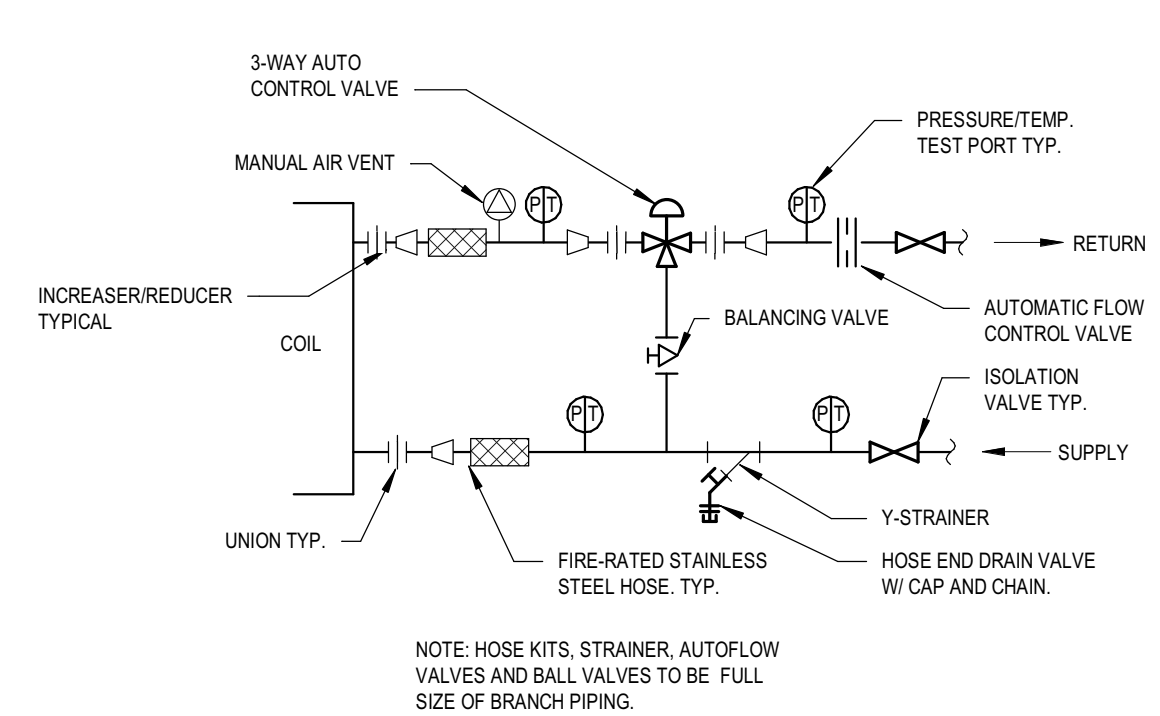 3-WAY AUTO
CONTROL VALVE
PRESSURE/TEMP.
TEST PORT TYP.
MANUAL AIR VENT
P T
P T
RETURN
INCREASER/REDUCER
TYPICAL
AUTOMATIC FLOW
CONTROL VALVE
BALANCING VALVE
COIL
ISOLATION
VALVE TYP.
P T
P T
SUPPLY
Y-STRAINER
UNION TYP.
FIRE-RATED STAINLESS
STEEL HOSE. TYP.
HOSE END DRAIN VALVE
W/ CAP AND CHAIN.
NOTE: HOSE KITS, STRAINER, AUTOFLOW
VALVES AND BALL VALVES TO BE FULL
SIZE OF BRANCH PIPING.